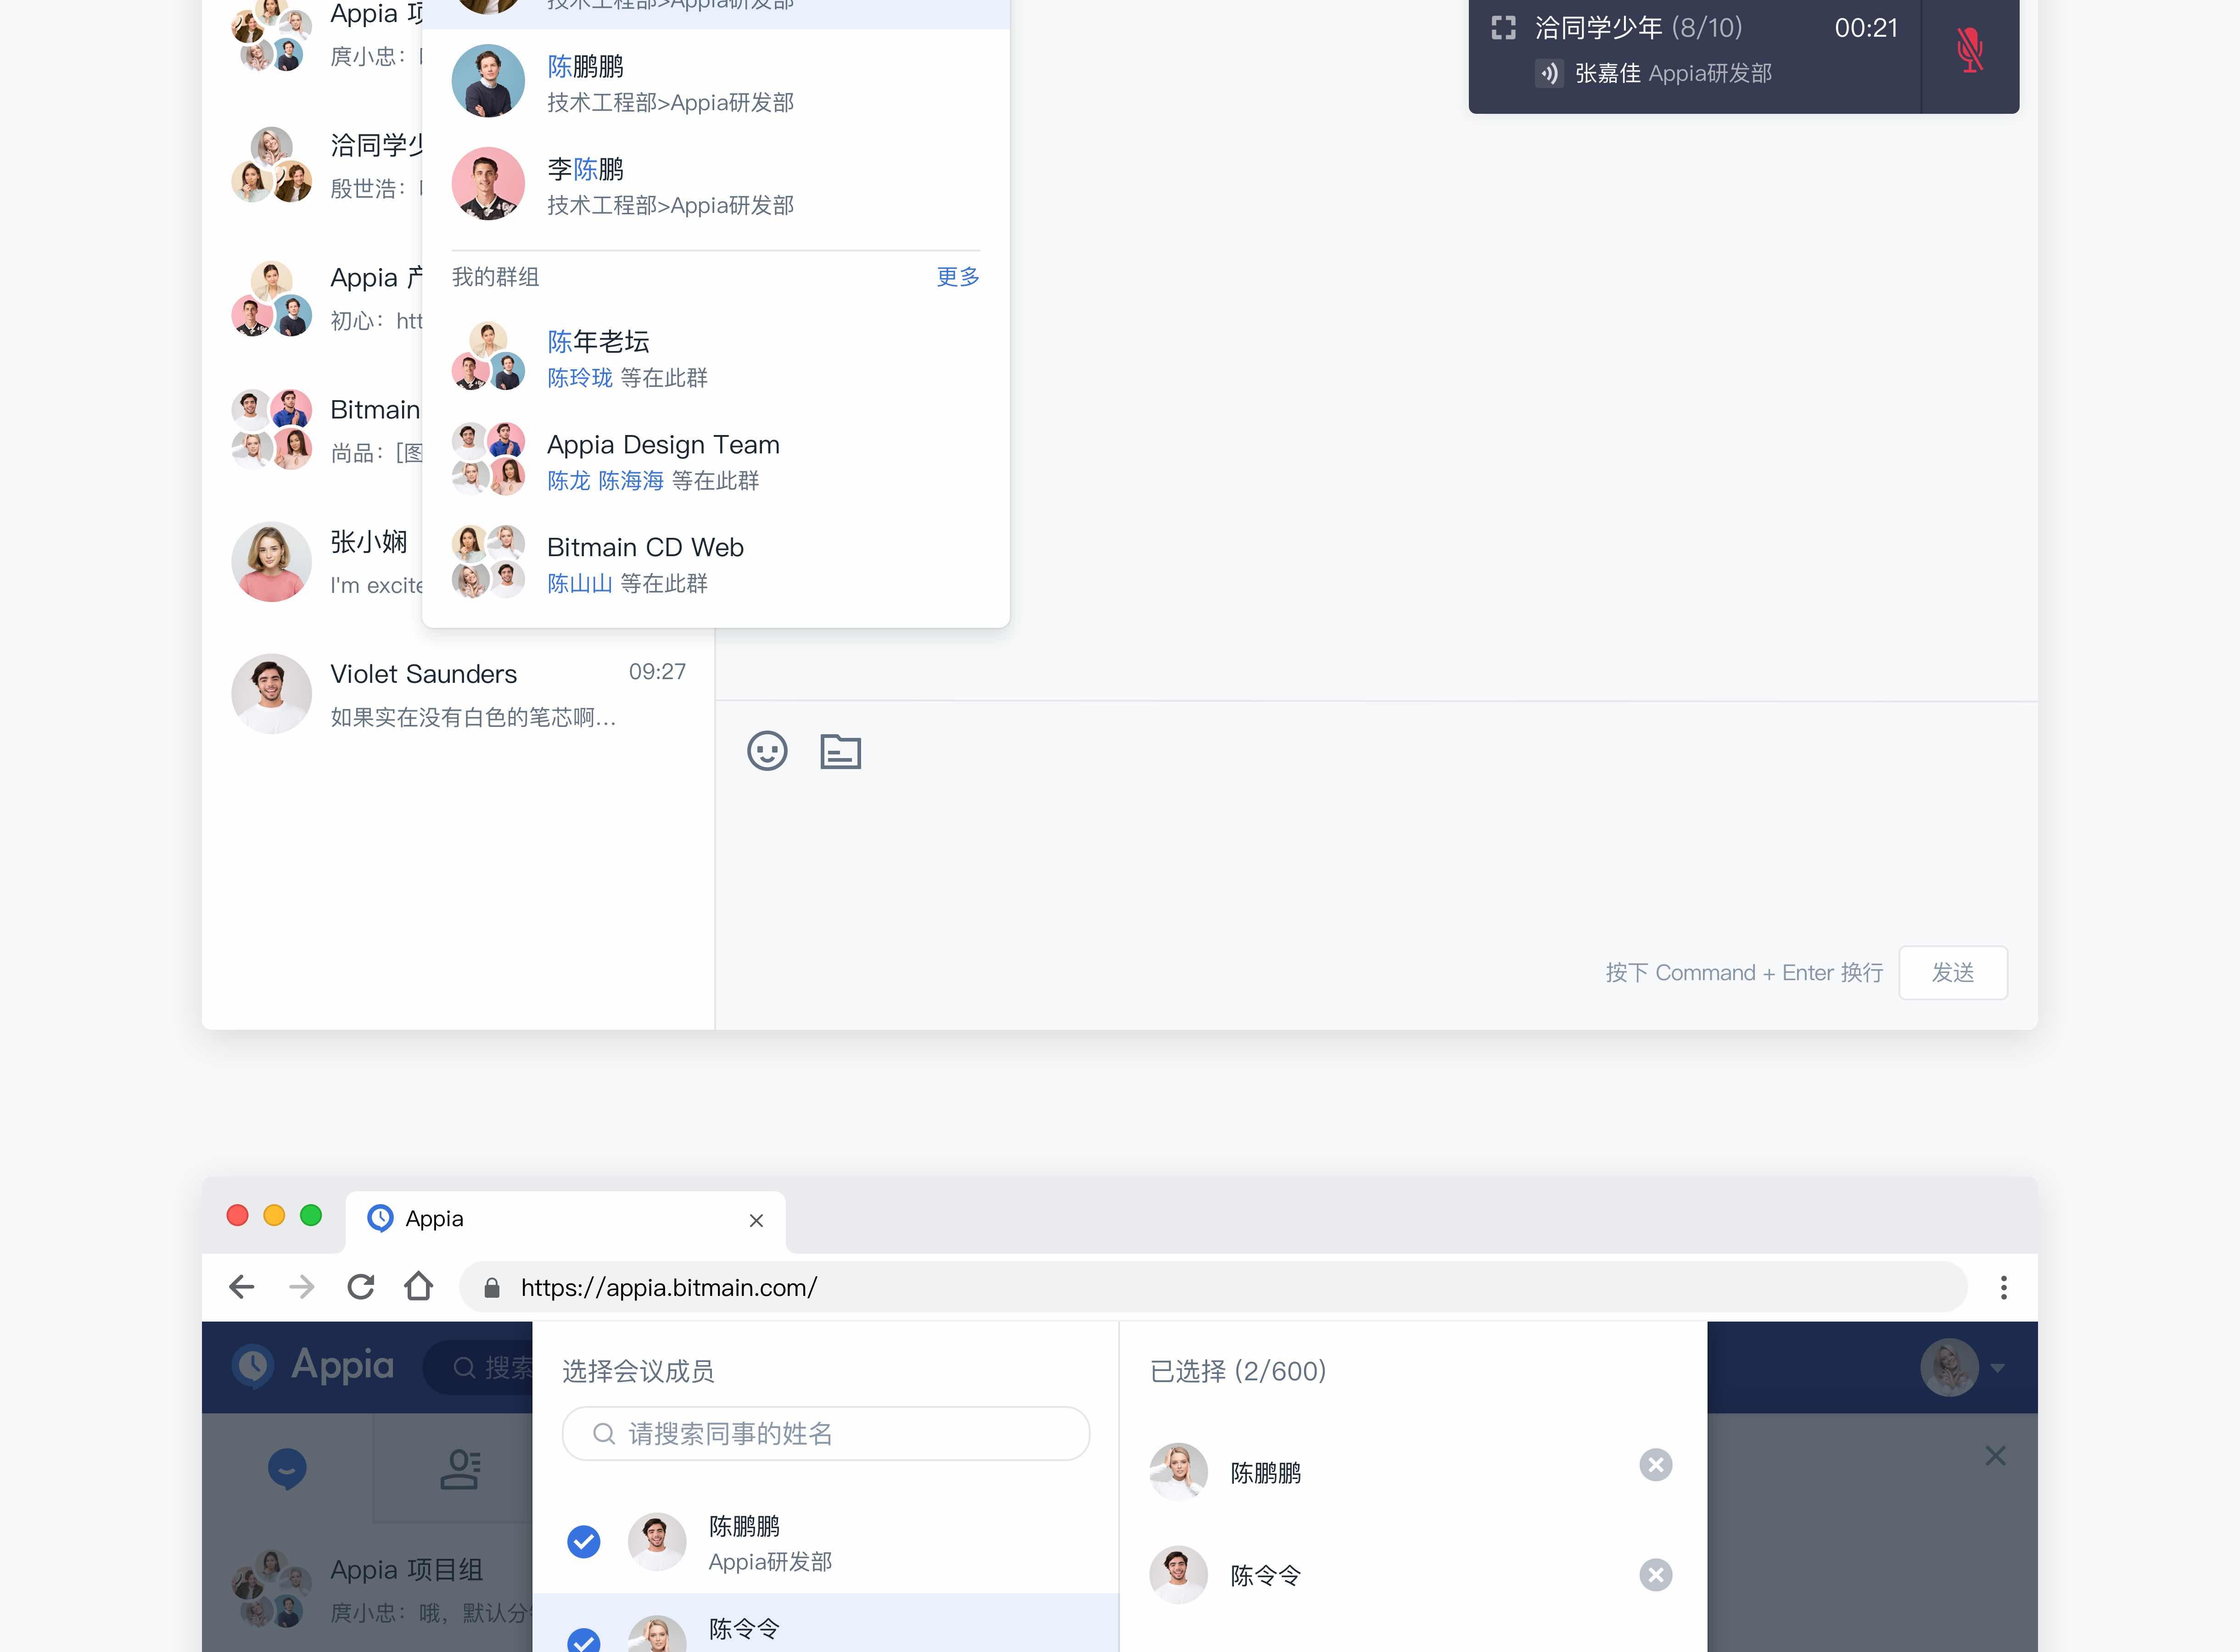 Appia 项
庹小忠：
技术工程部>Appia研发部
陈鹏鹏
技术工程部>Appia研发部
洽同学少年 (8/10)
00:21
张嘉佳 Appia研发部
洽同学少
殷世浩：
李陈鹏
技术工程部>Appia研发部
我的群组
更多
Appia 产
初心：htt
陈年老坛
陈玲珑 等在此群
Bitmain
尚品：[图
Appia Design Team
陈龙 陈海海 等在此群
张小娴
I'm excite
Bitmain CD Web
陈山山 等在此群
Violet Saunders
09:27
如果实在没有白色的笔芯啊...
按下 Command + Enter 换行
发送
Appia
https://appia.bitmain.com/
Appia
搜索
选择会议成员
请搜索同事的姓名
已选择 (2/600)
陈鹏鹏
陈令令
陈鹏鹏
Appia研发部
陈令令
Appia 项目组
庹小忠：哦，默认分